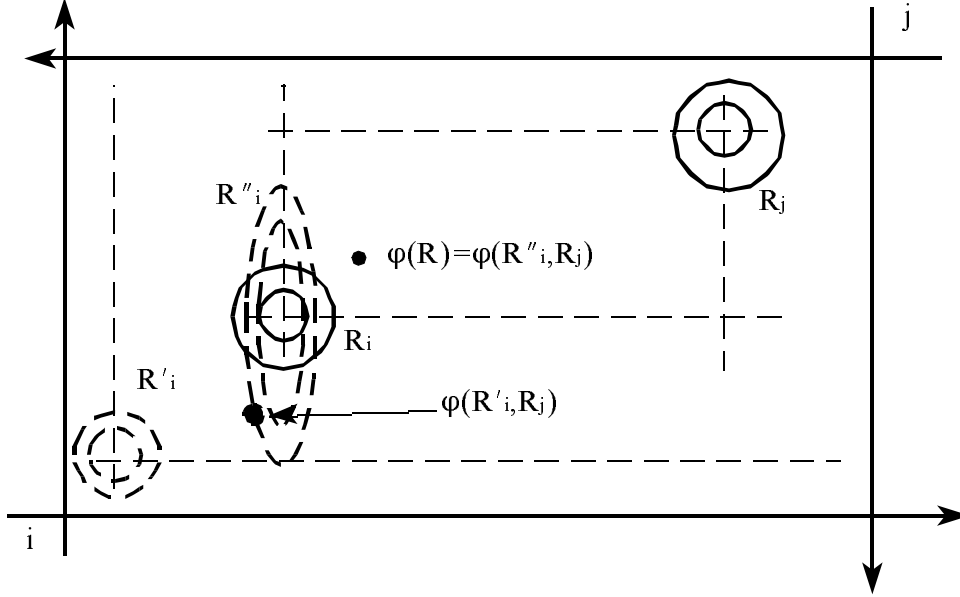 j
R″i
Rj
φ(R)=φ(R″i,Rj)
Ri
R′i
φ(R′i,Rj)
i